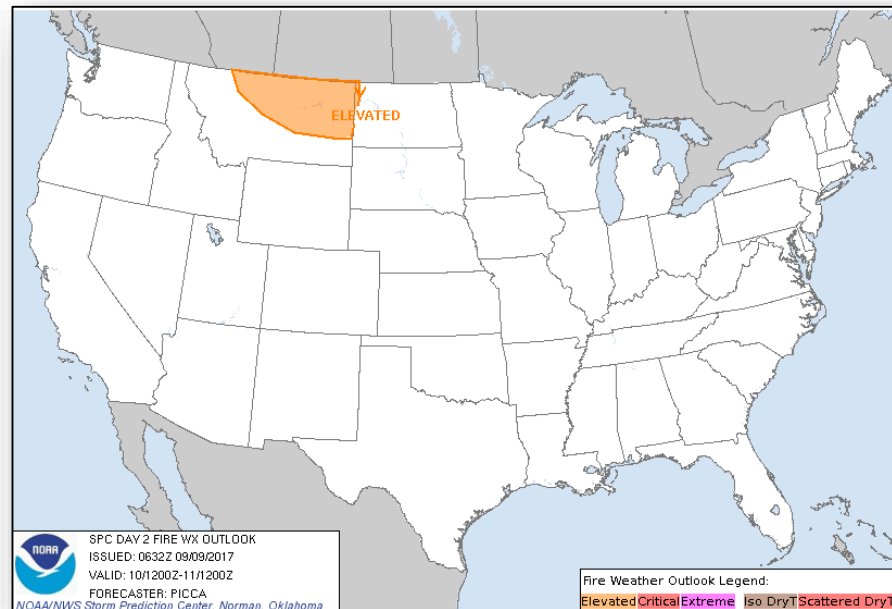 ELEVATED
NOAA
SPC DAY 2 FIRE WX OUTLOOK
ISSUED: 0632Z 09/09/2017
VALID: 10/1200Z-11/1200Z
FORECASTER: PICCA
NOAA/NWS Storm Prediction Center, Norman, Oklahoma
Fire Weather Outlook Legend:
Elevated Critical Extreme Iso DryT Scattered DryT